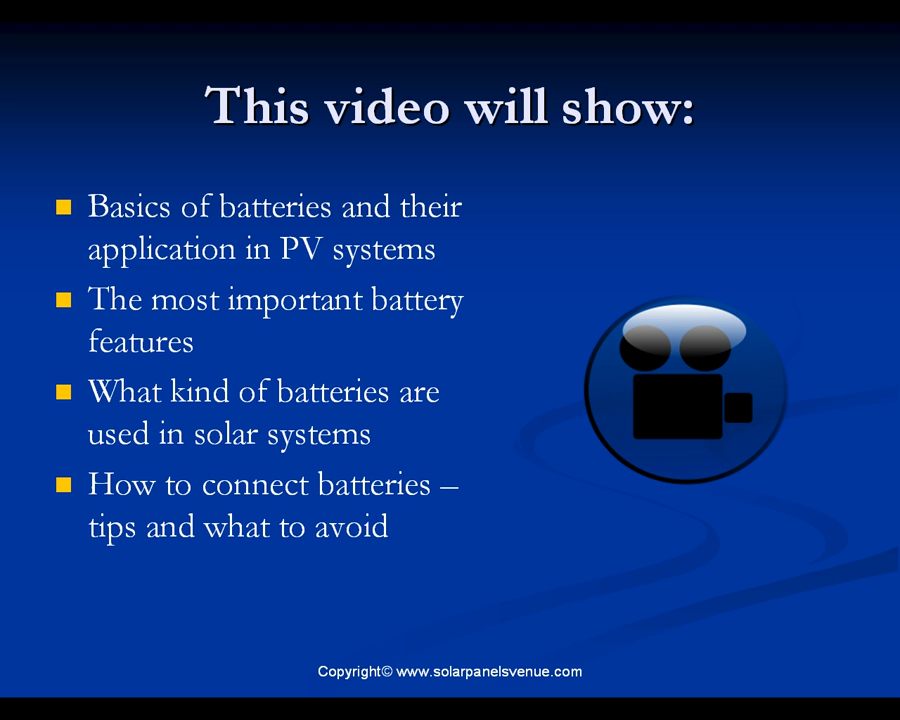 This video will show:
Basics of batteries and their
application in PV systems
The most important battery
features
What kind of batteries are
used in solar systems
How to connect batteries –
tips and what to avoid
Copyright© www.solarpanelsvenue.com